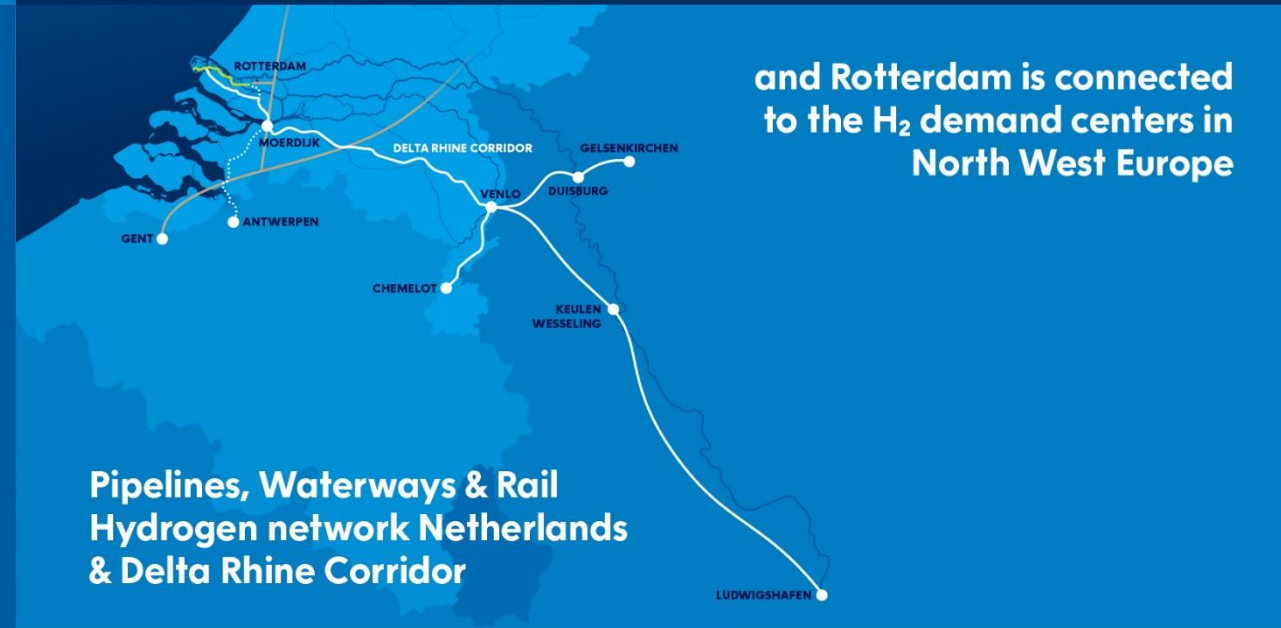 and Rotterdam is connected
to the H₂ demand centers in
North West Europe
ROTTERDAM
MOERDIJK
DELTA RHINE CORRIDOR
GELSENKIRCHEN
DUISBURG
VENLO
ANTWERPEN
GENT
CHEMELOT
KEULEN
WESSELING
Pipelines, Waterways & Rail
Hydrogen network Netherlands
& Delta Rhine Corridor
LUDWIGSHAFEN